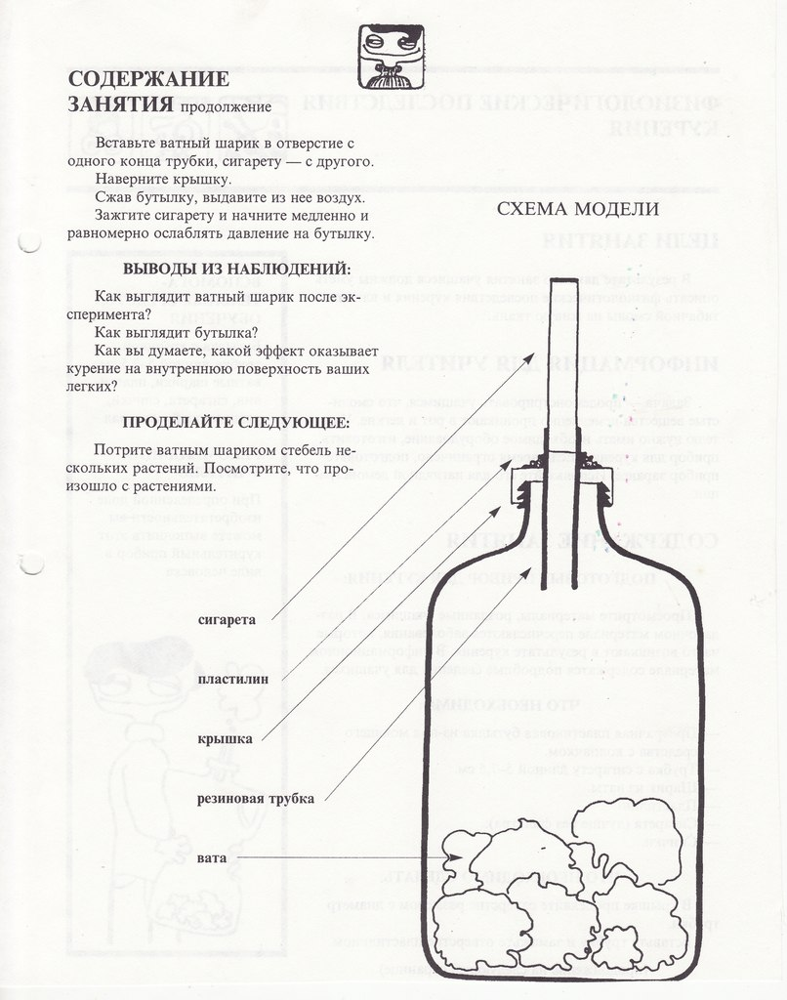 СОДЕРЖАНИЕ
ЗАНЯТИЯ продолжение
Вставьте ватный шарик в отверстие с
одного конца трубки, сигарету — с другого.
Наверните крышку.
Сжав бутылку, выдавите из нее воздух.
Зажгите сигарету и начните медленно и
равномерно ослаблять давление на бутылку.
ВЫВОДЫ ИЗ НАБЛЮДЕНИЙ:
Как выглядит ватный шарик после эк-
сперимента?
Как выглядит бутылка?
Как вы думаете, какой эффект оказывает
курение на внутреннюю поверхность ваших
легких?
ПРОДЕЛАЙТЕ СЛЕДУЮЩЕЕ:
Потрите ватным шариком стебель не-
скольких растений. Посмотрите, что про-
изошло с растениями.
СХЕМА МОДЕЛИ
сигарета
пластилин
крышка
резиновая трубка
вата